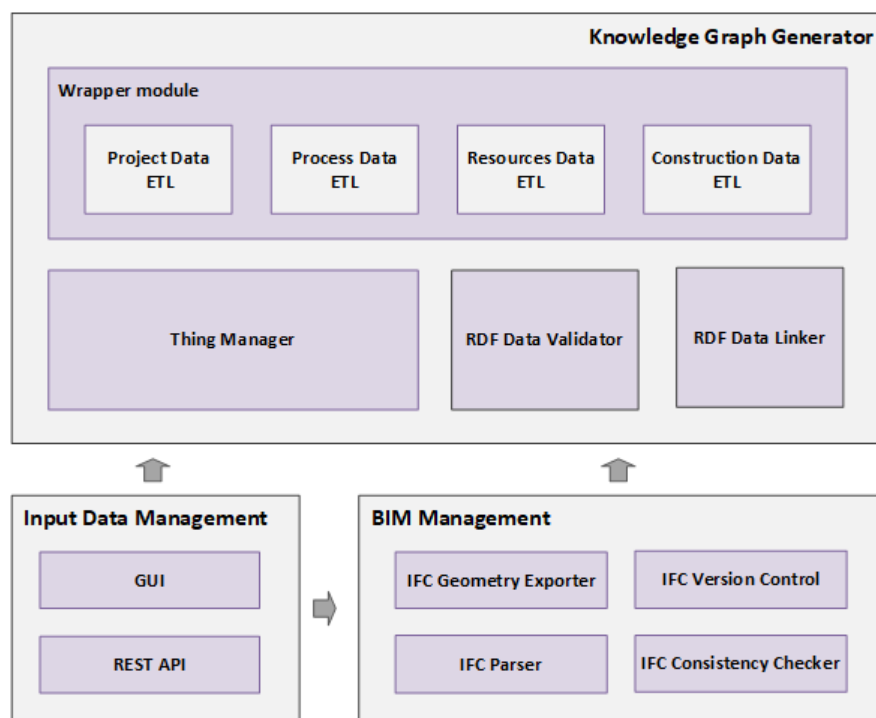 Knowledge Graph Generator
Wrapper module
Project Data
ETL
Process Data
ETL
Resources Data
ETL
Construction Data
ETL
Thing Manager
RDF Data Validator
RDF Data Linker
Input Data Management
GUI
REST API
BIM Management
IFC Geometry Exporter
IFC Version Control
IFC Parser
IFC Consistency Checker